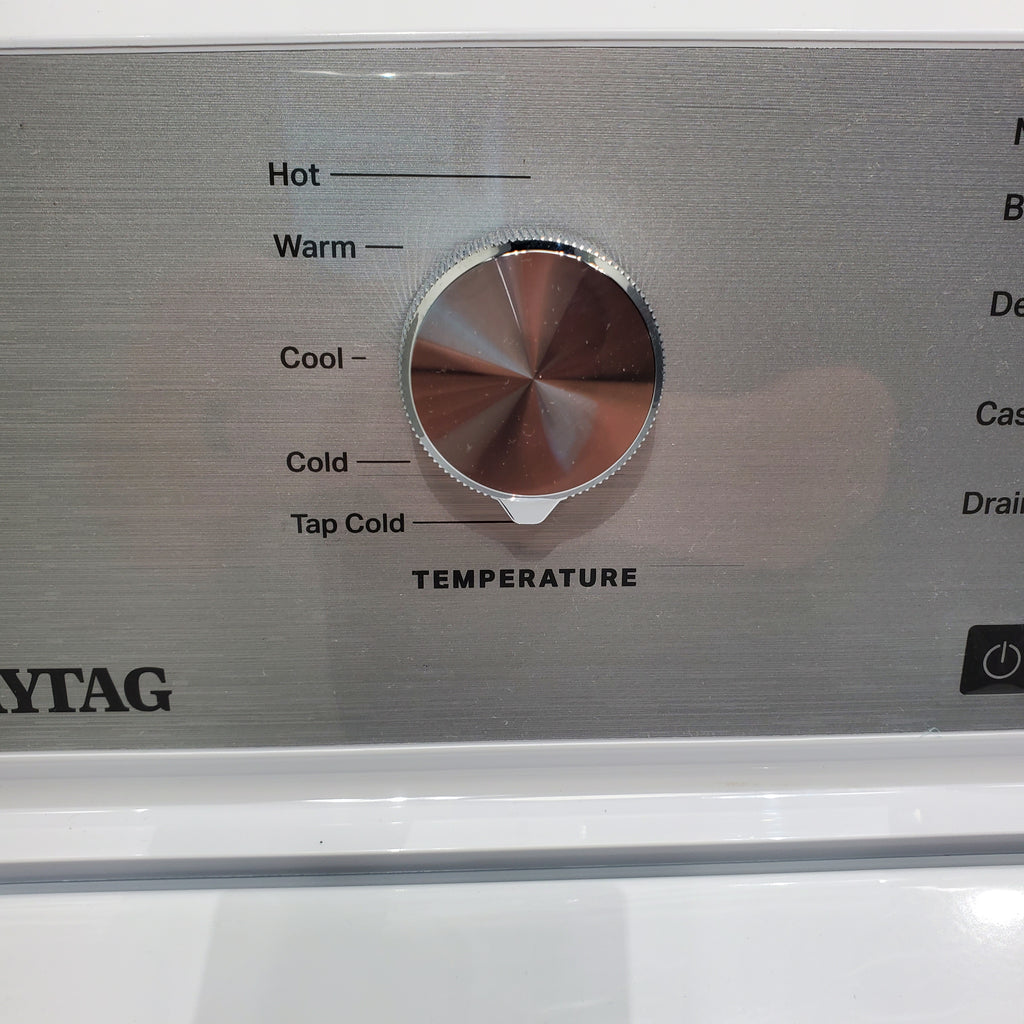 Hot
Warm
Cool
Cold
Tap Cold
TEMPERATURE
YTAG